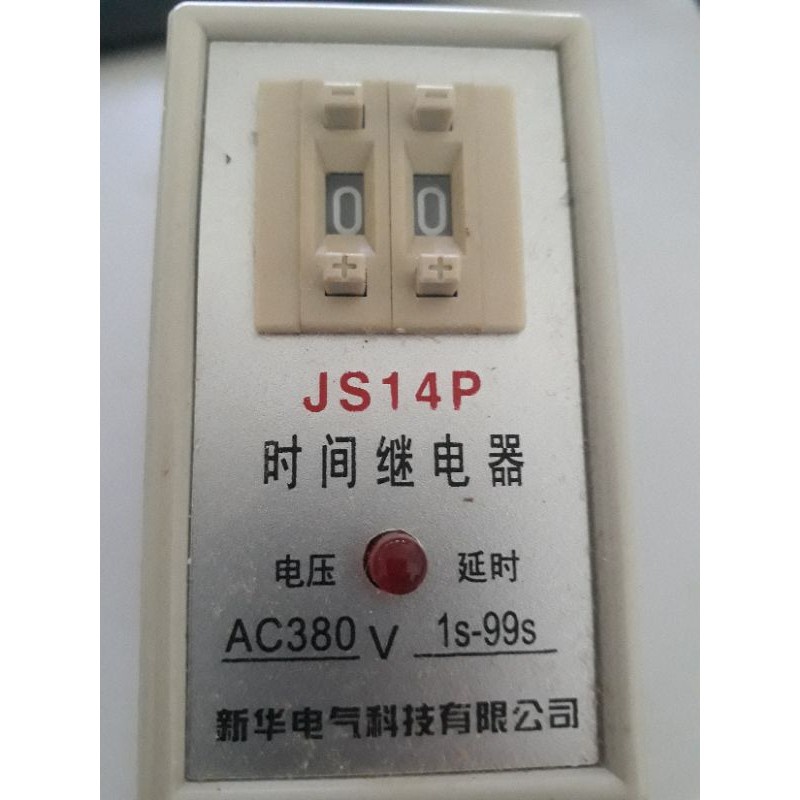 - -
0 0
+ +
JS14P
时间继电器
电压 延时
AC380 V 1s-99s
新华电气科技有限公司